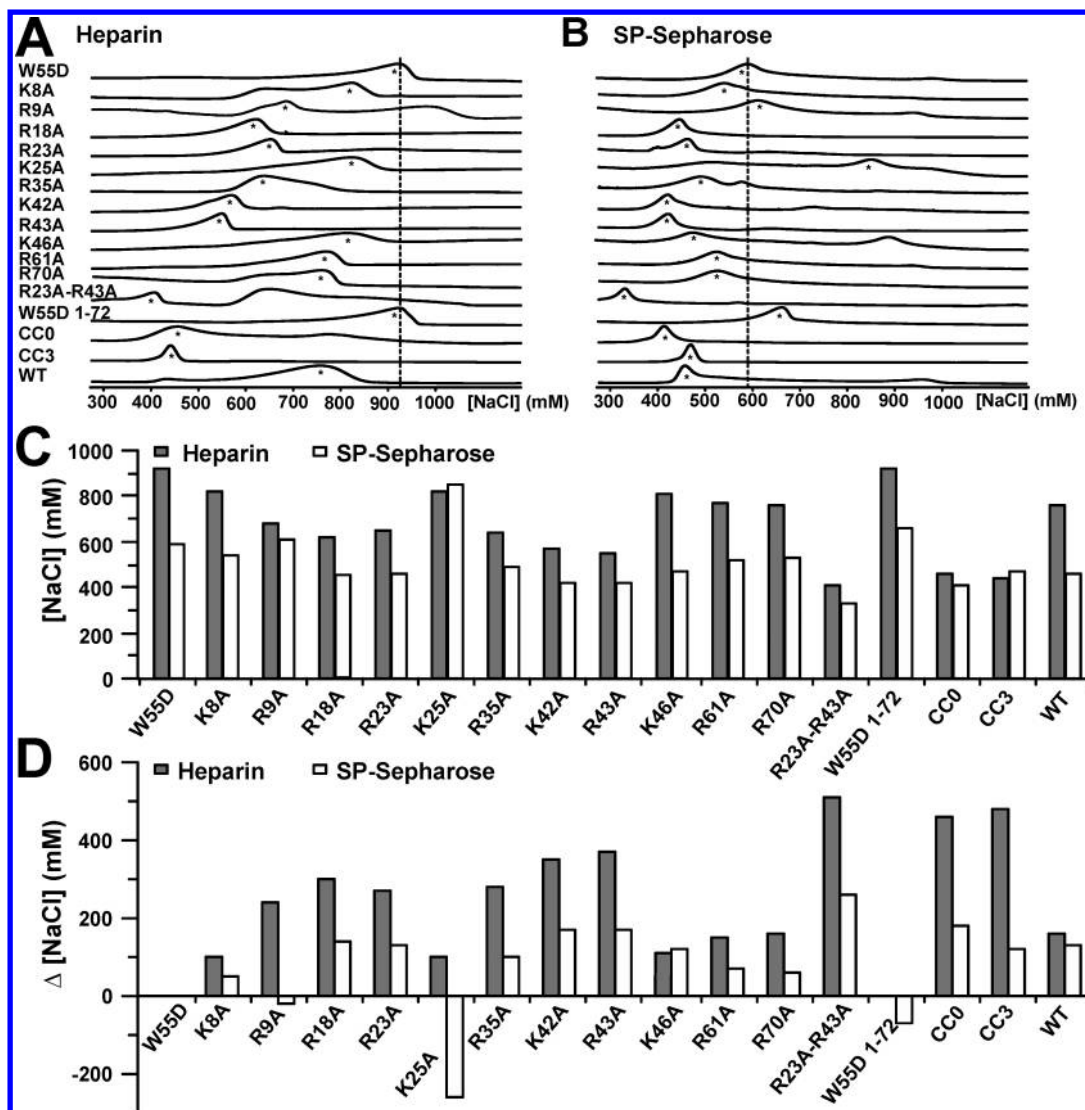 A Heparin
B SP-Sepharose
W55D
K8A
R9A
R18A
R23A
K25A
R35A
K42A
R43A
K46A
R61A
R70A
R23A-R43A
W55D 1-72
CC0
CC3
WT
300 400 500 600 700 800 900 1000 [NaCl] (mM)
300 400 500 600 700 800 900 1000 [NaCl] (mM)
C
Heparin SP-Sepharose
[NaCl] (mM)
1000
800
600
400
200
0
W55D K8A R9A R18A R23A K25A R35A K42A R43A K46A R61A R70A R23A-R43A W55D 1-72 CC0 CC3 WT
D
Heparin SP-Sepharose
Δ [NaCl] (mM)
600
400
200
0
-200
W55D K8A R9A R18A R23A K25A R35A K42A R43A K46A R61A R70A R23A-R43A W55D 1-72 CC0 CC3 WT